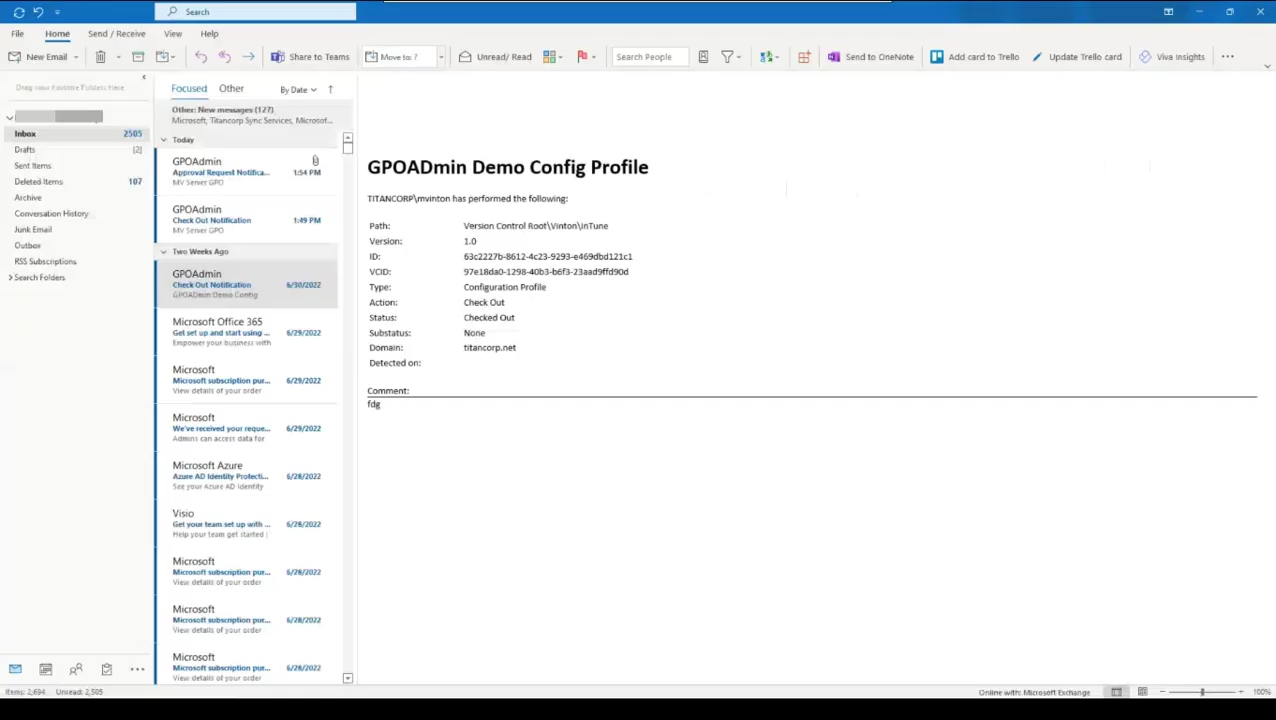 Search
File Home Send / Receive View Help
New Email Share to Teams Move to: ? Unread/ Read Search People Send to OneNote Add card to Trello Update Trello card Viva Insights
Drag Your Favorite Folders Here
Inbox 2505
Drafts [2]
Sent Items
Deleted Items 107
Archive
Conversation History
Junk Email
Outbox
RSS Subscriptions
Search Folders
Focused Other By Date
Other: New messages (127)
Microsoft, Titancorp Sync Services, Microsof...
Today
GPOAdmin
Approval Request Notifica... 1:54 PM
MV Server GPO
GPOAdmin
Check Out Notification 1:49 PM
MV Server GPO
Two Weeks Ago
GPOAdmin
Check Out Notification 6/30/2022
GPOADmin Demo Config
Microsoft Office 365
Get set up and start using ... 6/29/2022
Empower your business with
Microsoft
Microsoft subscription pur... 6/29/2022
View details of your order
Microsoft
We've received your reque... 6/29/2022
Admins can access data for
Microsoft Azure
Azure AD Identity Protecti... 6/28/2022
See your Azure AD Identity
Visio
Get your team set up with ... 6/28/2022
Help your team get started |
Microsoft
Microsoft subscription pur... 6/28/2022
View details of your order
Microsoft
Microsoft subscription pur... 6/28/2022
View details of your order
Microsoft
Microsoft subscription pur... 6/28/2022
View details of your order
GPOADmin Demo Config Profile
TITANCORP\mvinton has performed the following:
Path: Version Control Root\Vinton\InTune
Version: 1.0
ID: 63c2227b-8612-4c23-9293-e469dbd121c1
VCID: 97e18da0-1298-40b3-b6f3-23aad9ffd90d
Type: Configuration Profile
Action: Check Out
Status: Checked Out
Substatus: None
Domain: titancorp.net
Detected on:
Comment:
fdg
Items: 2,694 Unread: 2,505 Online with: Microsoft Exchange 100%